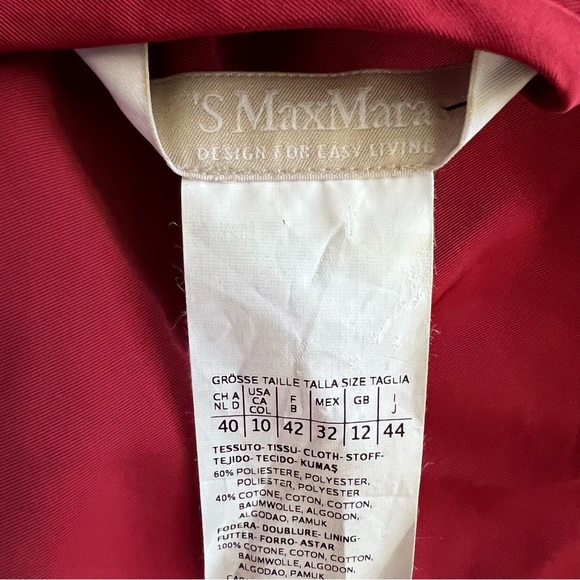 'S MaxMara
DESIGN FOR EASY LIVING
GRÖSSE TAILLE TALLA SIZE TAGLIA
CH A USA F MEX GB I
NL D CA B J
COL
40 10 42 32 12 44
TESSUTO- TISSU- CLOTH- STOFF-
TEJIDO- TECIDO- KUMAŞ
60% POLIESTERE, POLYESTER,
POLIESTER, POLYESTER
40% COTONE, COTON, COTTON,
BAUMWOLLE, ALGODON,
ALGODAO, PAMUK
FODERA- DOUBLURE- LINING-
FUTTER- FORRO- ASTAR
100% COTONE, COTON, COTTON
BAUMWOLLE, ALGODON,
ALGODAO, PAMUK